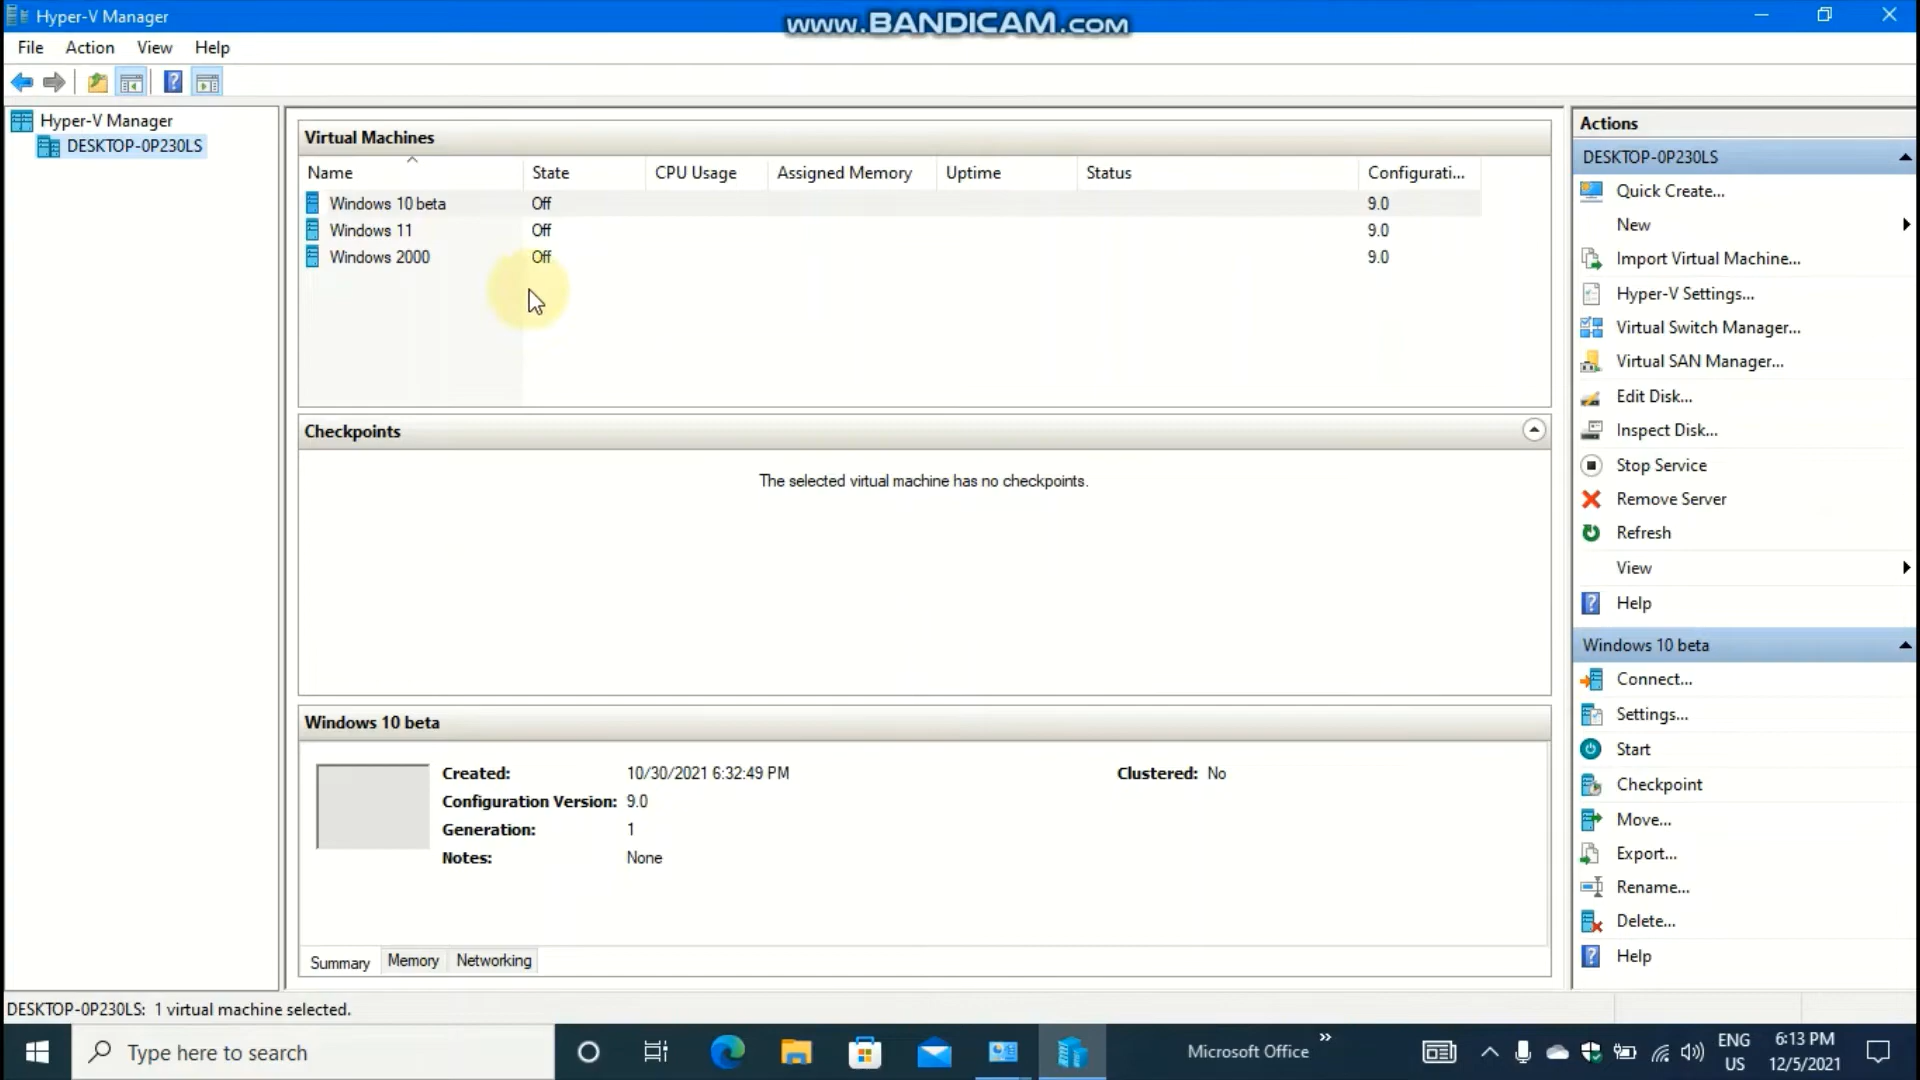 Hyper-V Manager
www.BANDICAM.com
File Action View Help
Hyper-V Manager
DESKTOP-0P230LS
Virtual Machines
Name State CPU Usage Assigned Memory Uptime Status Configurati...
Windows 10 beta Off 9.0
Windows 11 Off 9.0
Windows 2000 Off 9.0
Checkpoints
The selected virtual machine has no checkpoints.
Windows 10 beta
Created: 10/30/2021 6:32:49 PM Clustered: No
Configuration Version: 9.0
Generation: 1
Notes: None
Summary Memory Networking
Actions
DESKTOP-0P230LS
Quick Create...
New
Import Virtual Machine...
Hyper-V Settings...
Virtual Switch Manager...
Virtual SAN Manager...
Edit Disk...
Inspect Disk...
Stop Service
Remove Server
Refresh
View
Help
Windows 10 beta
Connect...
Settings...
Start
Checkpoint
Move...
Export...
Rename...
Delete...
Help
DESKTOP-0P230LS: 1 virtual machine selected.
Type here to search
Microsoft Office
ENG
US
6:13 PM
12/5/2021